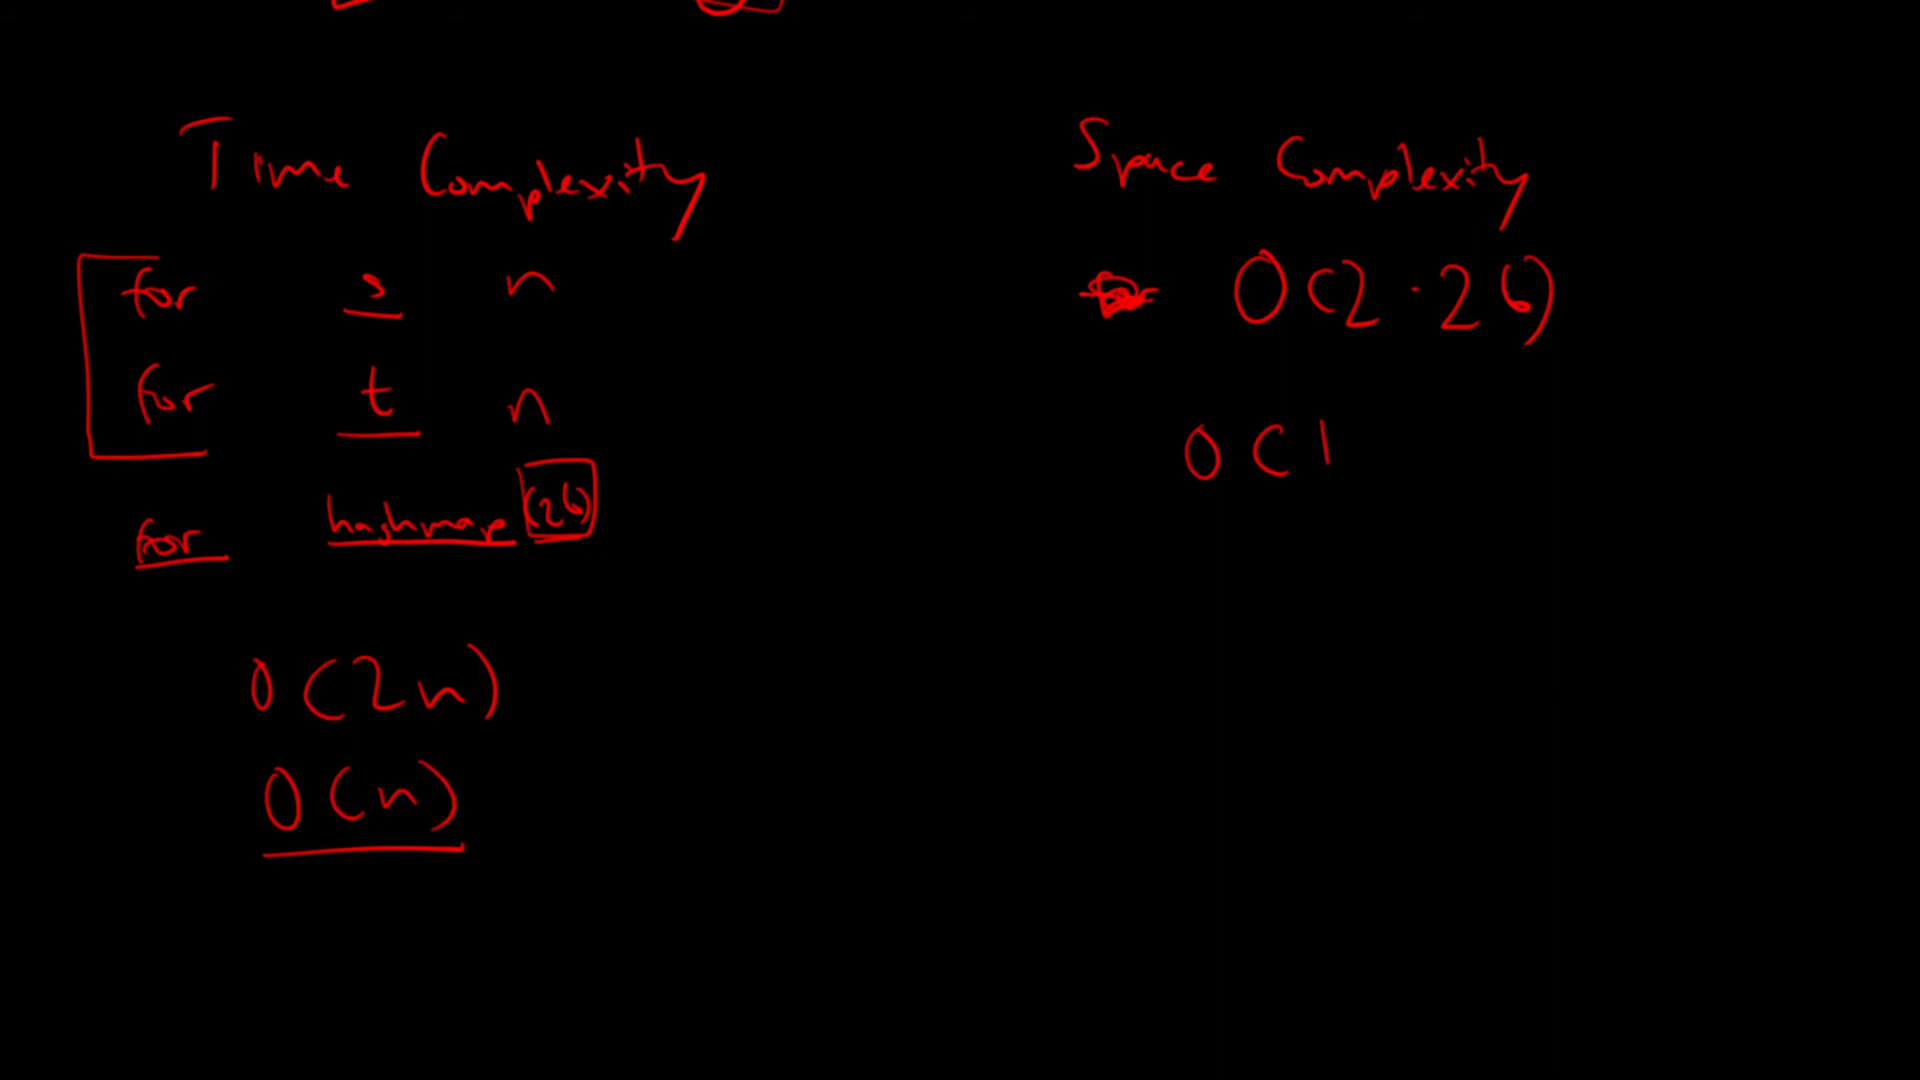 Time Complexity
for s n
for t n
for hashmap (26)
O(2n)
O(n)
Space Complexity
O(2·26)
O(1